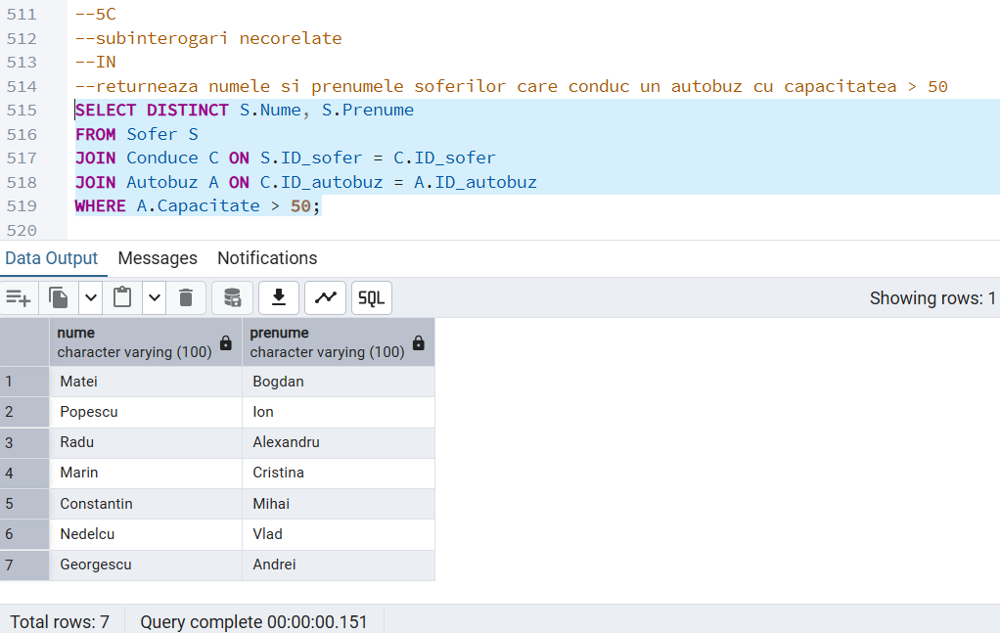 511 --5C
512 --subinterogari necorelate
513 --IN
514 --returneaza numele si prenumele soferilor care conduc un autobuz cu capacitatea > 50
515 SELECT DISTINCT S.Nume, S.Prenume
516 FROM Sofer S
517 JOIN Conduce C ON S.ID_sofer = C.ID_sofer
518 JOIN Autobuz A ON C.ID_autobuz = A.ID_autobuz
519 WHERE A.Capacitate > 50;
520
Data Output Messages Notifications
SQL Showing rows: 1
nume prenume
character varying (100) character varying (100)
1 Matei Bogdan
2 Popescu Ion
3 Radu Alexandru
4 Marin Cristina
5 Constantin Mihai
6 Nedelcu Vlad
7 Georgescu Andrei
Total rows: 7 Query complete 00:00:00.151